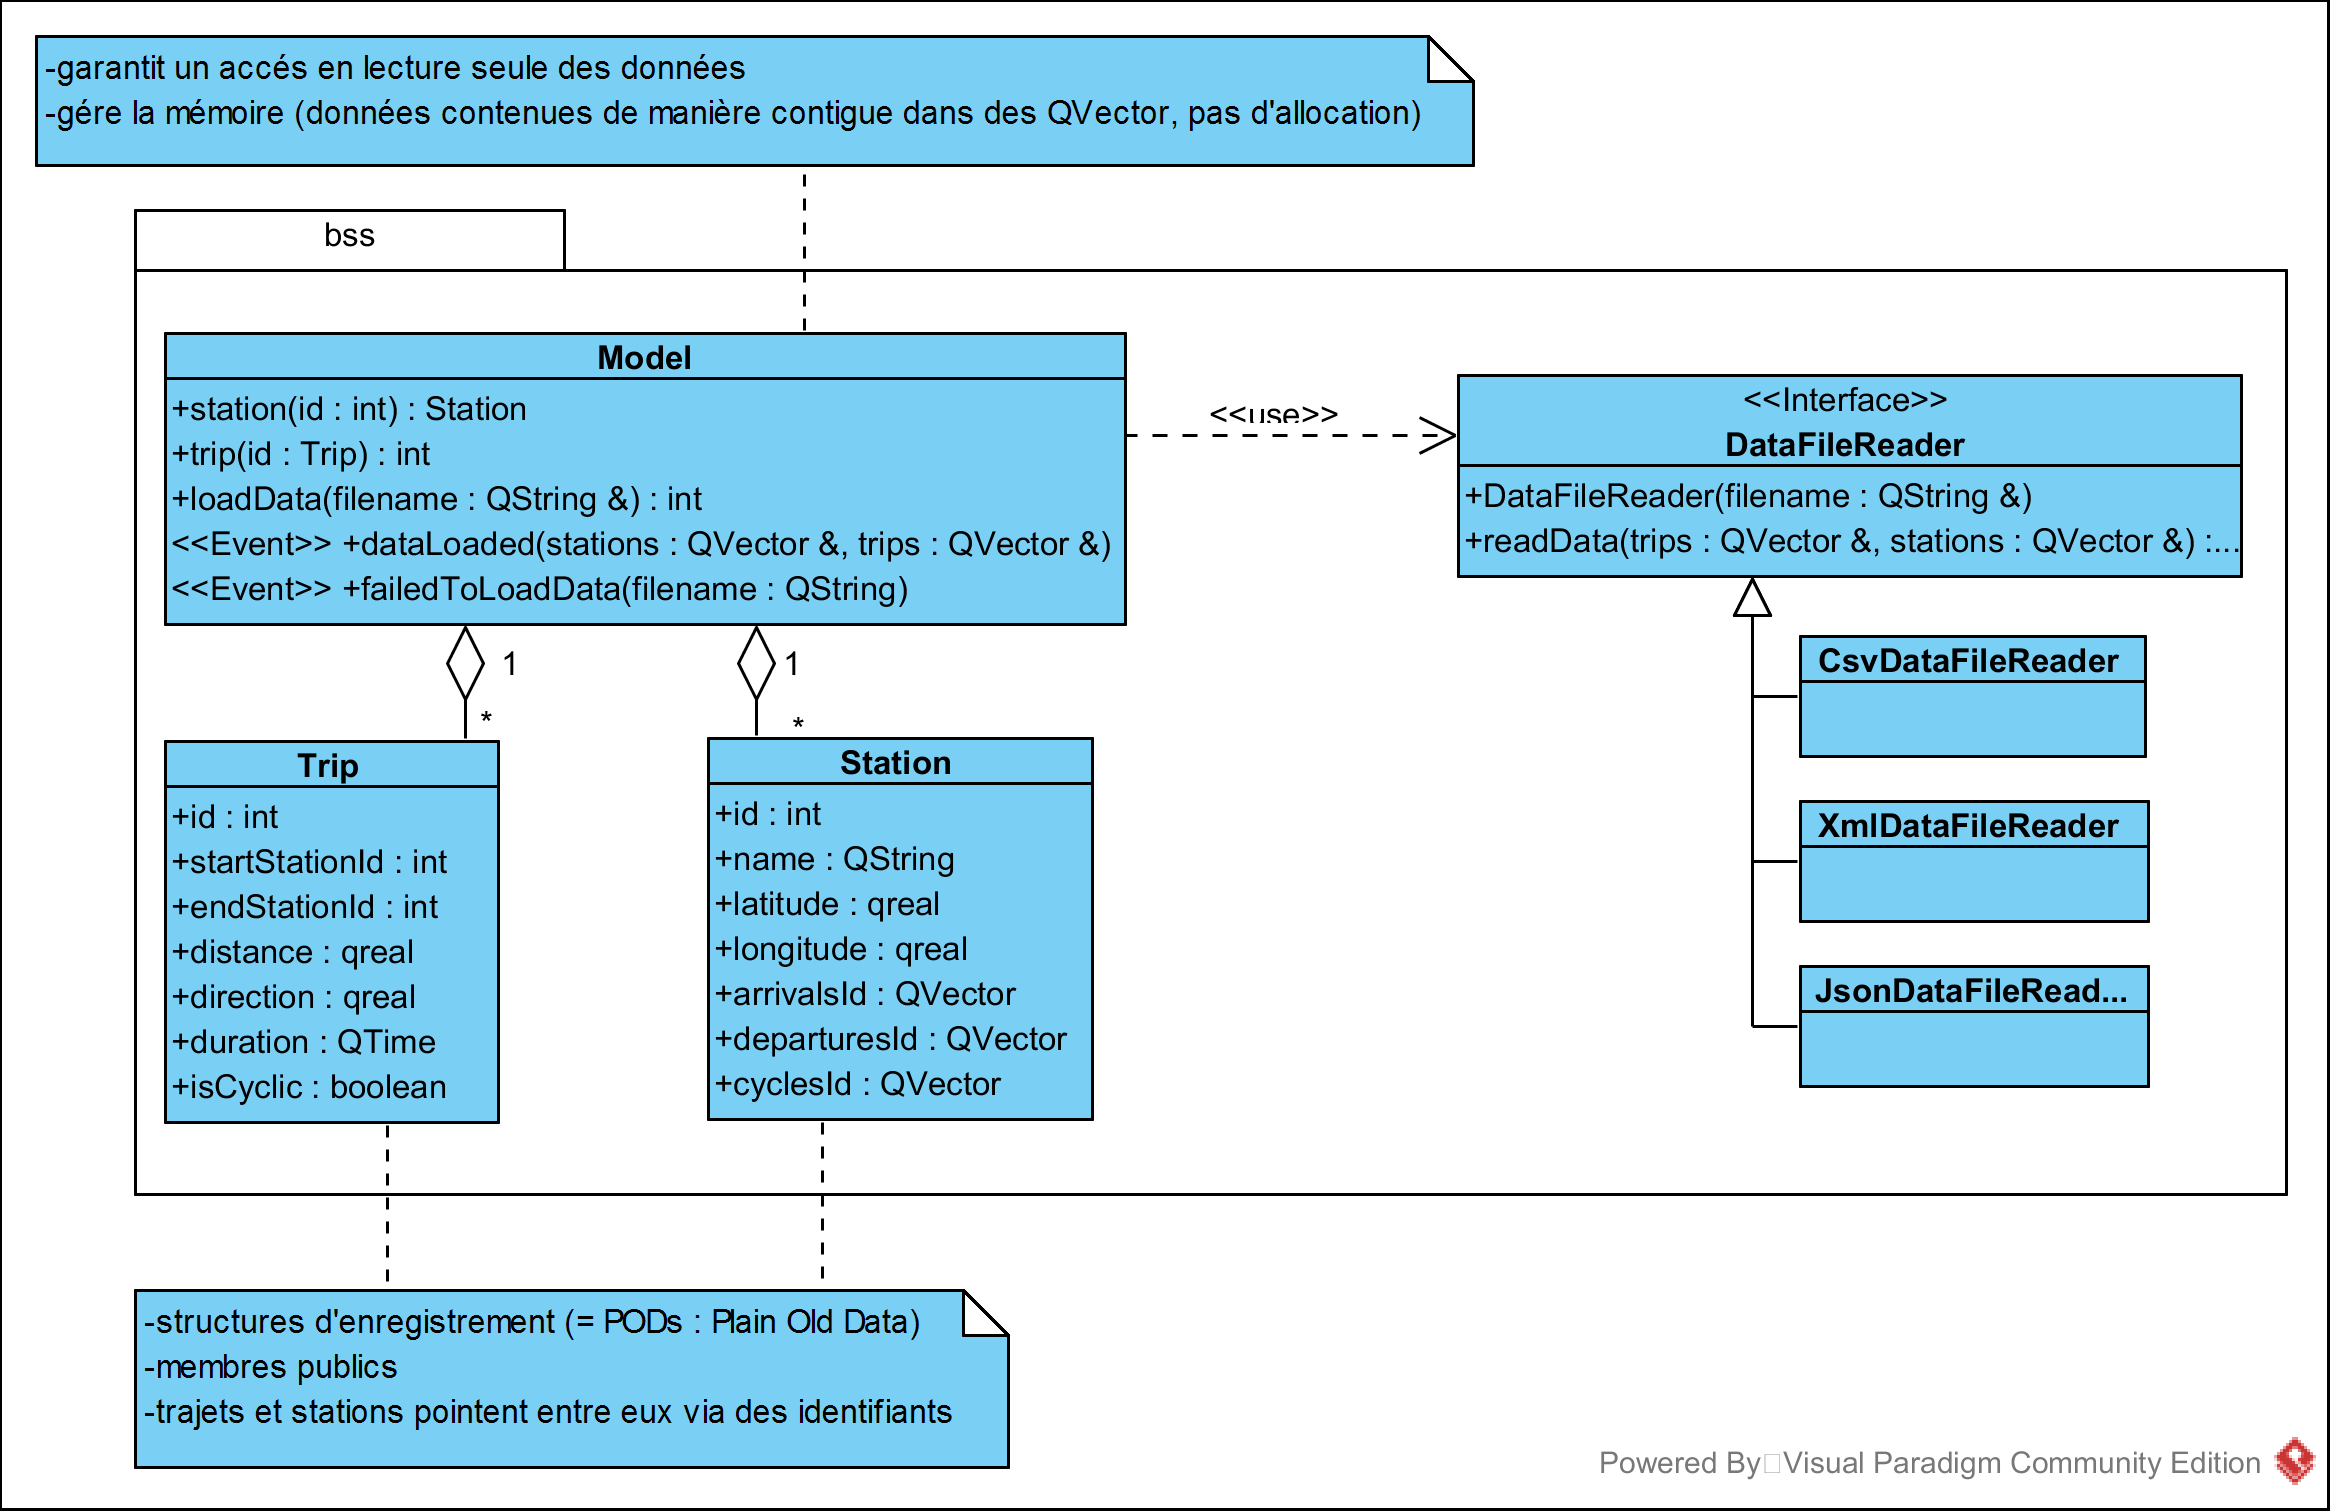 -garantit un accés en lecture seule des données
-gére la mémoire (données contenues de manière contigue dans des QVector, pas d'allocation)
bss
Model
+station(id : int) : Station
+trip(id : Trip) : int
+loadData(filename : QString &) : int
<<Event>> +dataLoaded(stations : QVector &, trips : QVector &)
<<Event>> +failedToLoadData(filename : QString)
<<use>>
<<Interface>>
DataFileReader
+DataFileReader(filename : QString &)
+readData(trips : QVector &, stations : QVector &) :...
1
*
1
*
Trip
+id : int
+startStationId : int
+endStationId : int
+distance : qreal
+direction : qreal
+duration : QTime
+isCyclic : boolean
Station
+id : int
+name : QString
+latitude : qreal
+longitude : qreal
+arrivalsId : QVector
+departuresId : QVector
+cyclesId : QVector
CsvDataFileReader
XmlDataFileReader
JsonDataFileRead...
-structures d'enregistrement (= PODs : Plain Old Data)
-membres publics
-trajets et stations pointent entre eux via des identifiants
Powered By Visual Paradigm Community Edition